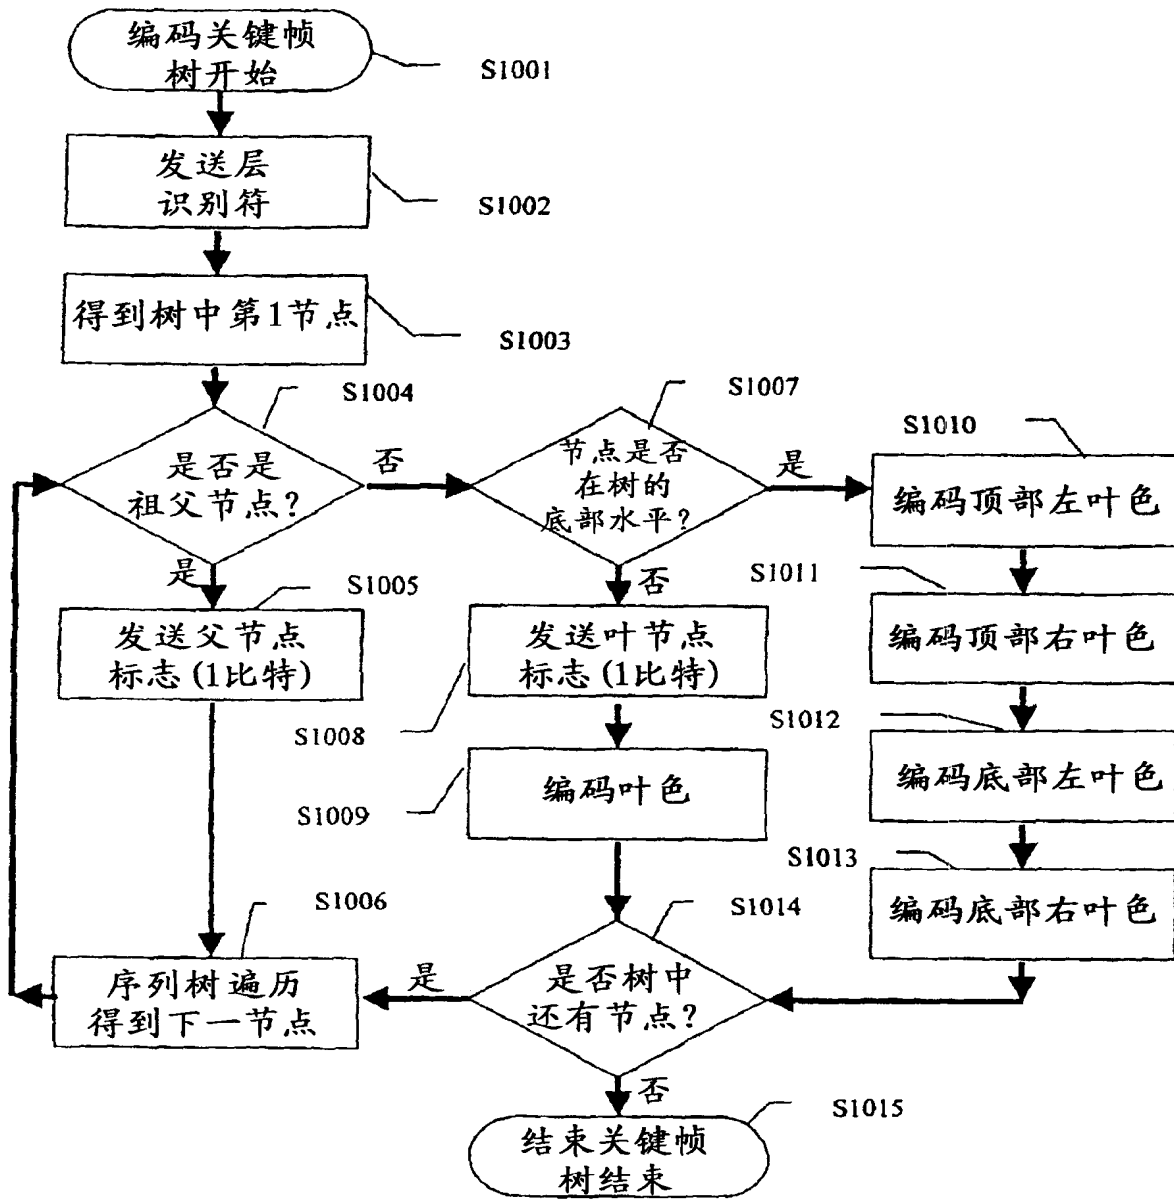 编码关键帧
树开始
S1001
发送层
识别符
S1002
得到树中第1节点
S1003
S1004
是否是
祖父节点?
否
是
S1007
节点是否
在树的
底部水平?
是
否
S1010
编码顶部左叶色
S1005
发送父节点
标志(1比特)
发送叶节点
标志(1比特)
S1008
S1011
编码顶部右叶色
S1009
编码叶色
S1012
编码底部左叶色
S1013
编码底部右叶色
S1006
序列树遍历
得到下一节点
是
S1014
是否树中
还有节点?
否
S1015
结束关键帧
树结束